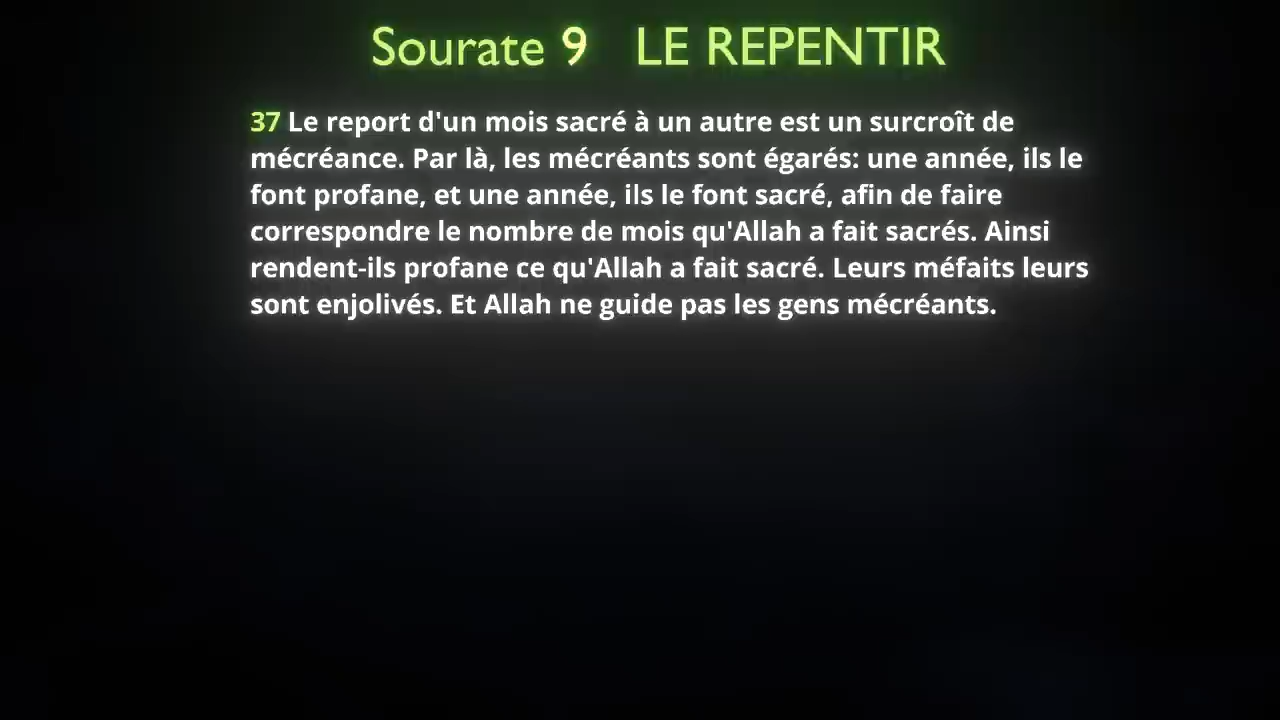 Sourate 9 LE REPENTIR
37 Le report d'un mois sacré à un autre est un surcroît de
mécréance. Par là, les mécréants sont égarés: une année, ils le
font profane, et une année, ils le font sacré, afin de faire
correspondre le nombre de mois qu'Allah a fait sacrés. Ainsi
rendent-ils profane ce qu'Allah a fait sacré. Leurs méfaits leurs
sont enjolivés. Et Allah ne guide pas les gens mécréants.